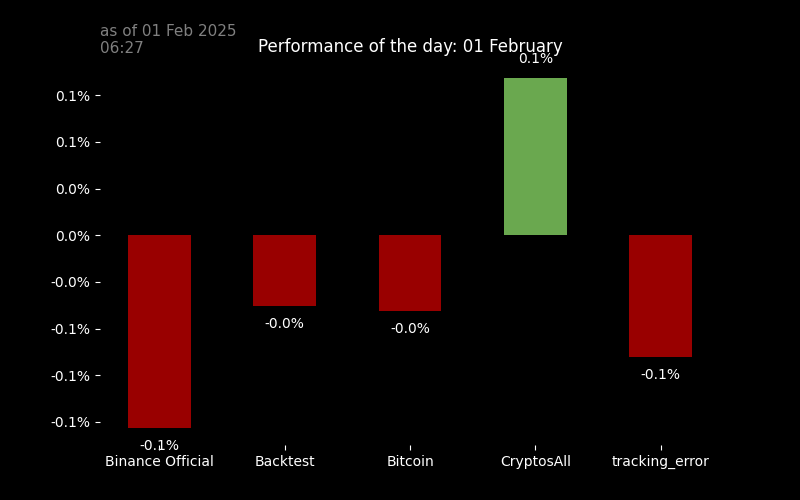 as of 01 Feb 2025
06:27
Performance of the day: 01 February
0.1%
0.1%
0.1%
0.0%
0.0%
-0.0%
-0.1%
-0.1%
-0.1%
-0.0%
-0.0%
-0.1%
-0.1%
Binance Official
Backtest
Bitcoin
CryptosAll
tracking_error